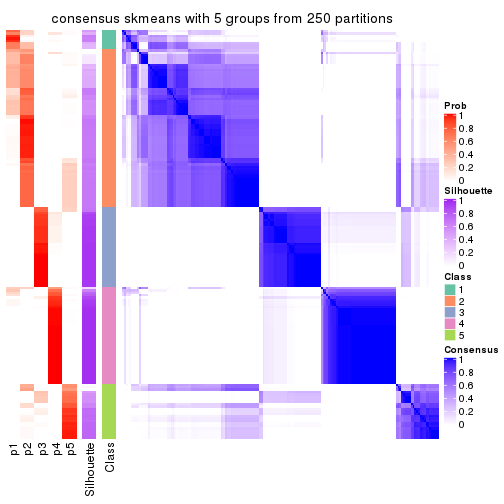 consensus skmeans with 5 groups from 250 partitions
Prob
1
0.8
0.6
0.4
0.2
0
Silhouette
1
0.8
0.6
0.4
0.2
0
Class
1
2
3
4
5
Consensus
1
0.8
0.6
0.4
0.2
0
p1
p2
p3
p4
p5
Silhouette
Class